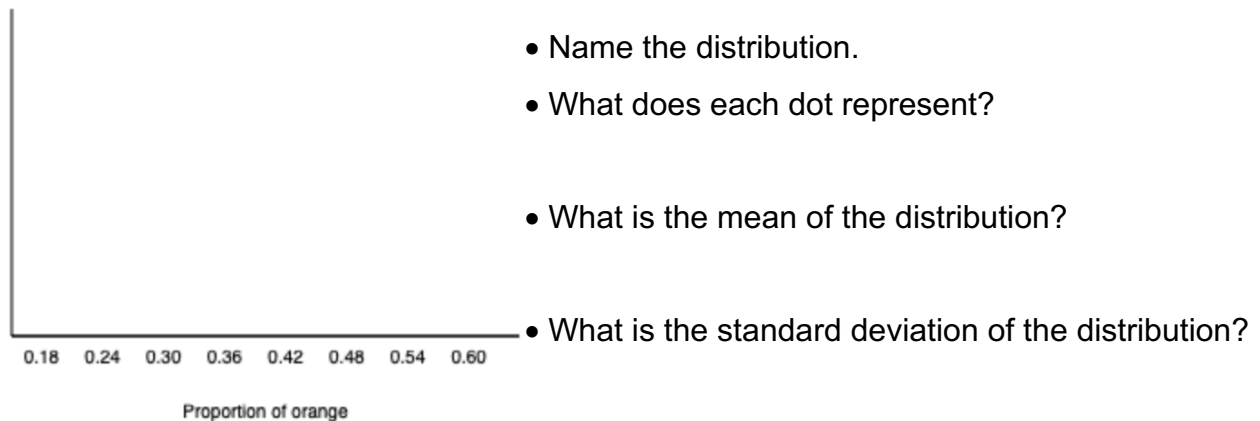 • Name the distribution.
• What does each dot represent?
• What is the mean of the distribution?
• What is the standard deviation of the distribution?
0.18 0.24 0.30 0.36 0.42 0.48 0.54 0.60
Proportion of orange